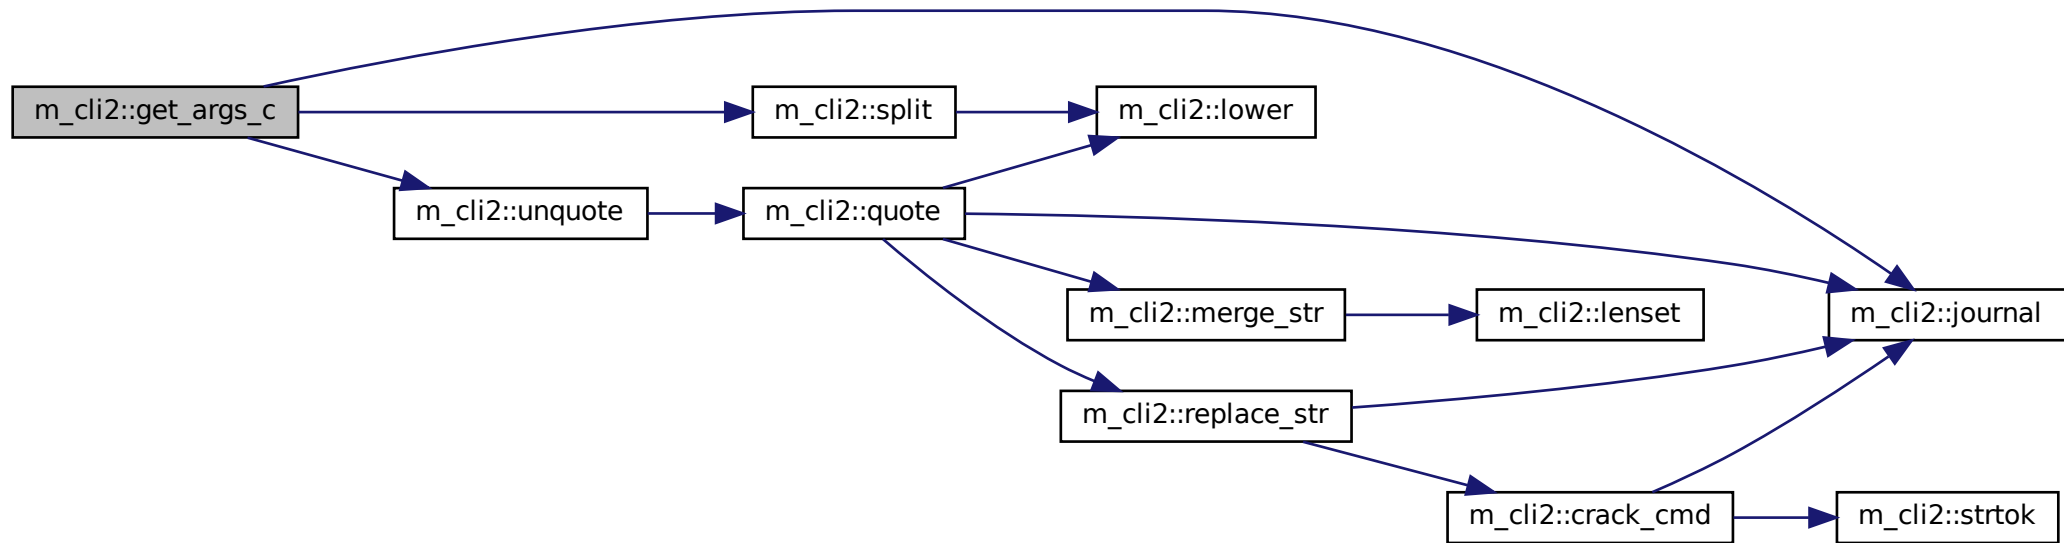 m_cli2::get_args_c
m_cli2::split
m_cli2::lower
m_cli2::unquote
m_cli2::quote
m_cli2::merge_str
m_cli2::lenset
m_cli2::journal
m_cli2::replace_str
m_cli2::crack_cmd
m_cli2::strtok